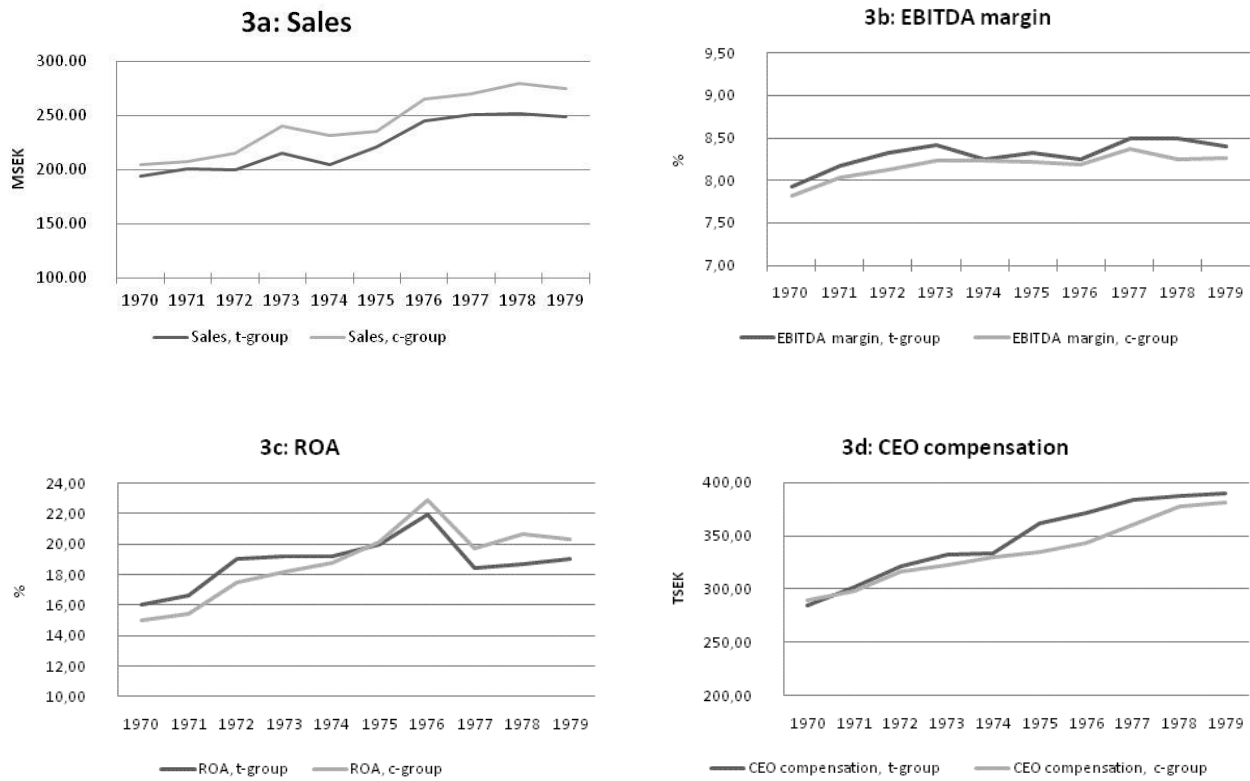 3a: Sales
300.00
250.00
200.00
150.00
100.00
MSEK
1970 1971 1972 1973 1974 1975 1976 1977 1978 1979
Sales, t-group Sales, c-group
3b: EBITDA margin
9,50
9,00
8,50
8,00
7,50
7,00
%
1970 1971 1972 1973 1974 1975 1976 1977 1978 1979
EBITDA margin, t-group EBITDA margin, c-group
3c: ROA
24,00
22,00
20,00
18,00
16,00
14,00
12,00
10,00
%
1970 1971 1972 1973 1974 1975 1976 1977 1978 1979
ROA, t-group ROA, c-group
3d: CEO compensation
400,00
350,00
300,00
250,00
200,00
TSEK
1970 1971 1972 1973 1974 1975 1976 1977 1978 1979
CEO compensation, t-group CEO compensation, c-group